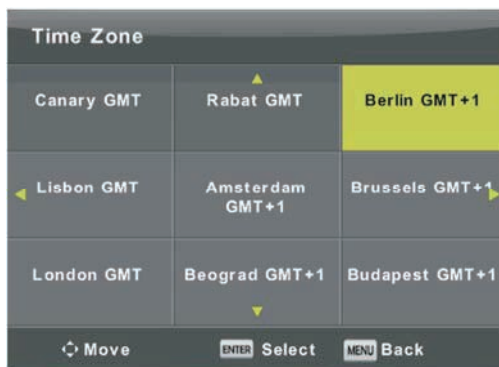 Time Zone
Canary GMT
Rabat GMT
Berlin GMT+1
Lisbon GMT
Amsterdam
GMT+1
Brussels GMT+1
London GMT
Beograd GMT+1
Budapest GMT+1
Move
ENTER Select
MENU Back